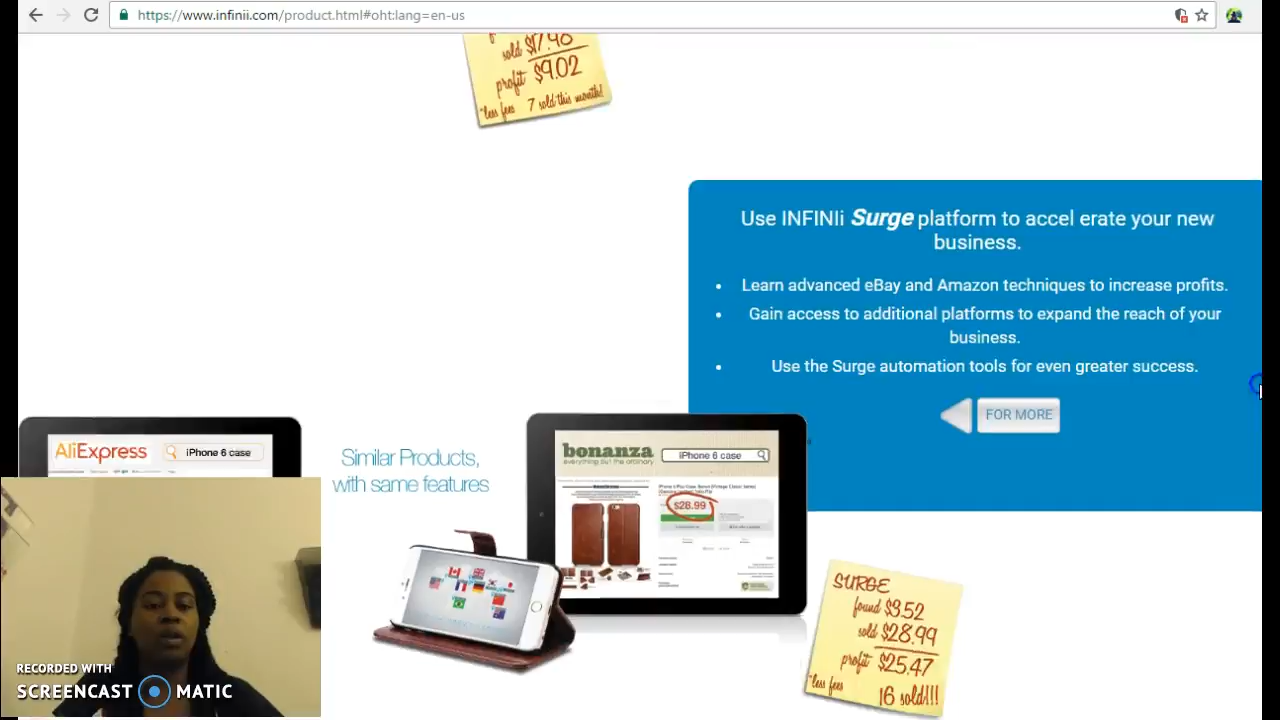 https://www.infinii.com/product.html#oht:lang=en-us
sold $17.48
profit $9.02
*less fees 7 sold this month!
Use INFINIi Surge platform to accel erate your new
business.
• Learn advanced eBay and Amazon techniques to increase profits.
• Gain access to additional platforms to expand the reach of your
business.
• Use the Surge automation tools for even greater success.
FOR MORE
AliExpress
iPhone 6 case
Similar Products,
with same features
bonanza
everything but the ordinary
iPhone 6 case
$28.99
SURGE
found $3.52
sold $28.99
profit $25.47
*less fees
16 sold!!!
RECORDED WITH
SCREENCAST MATIC